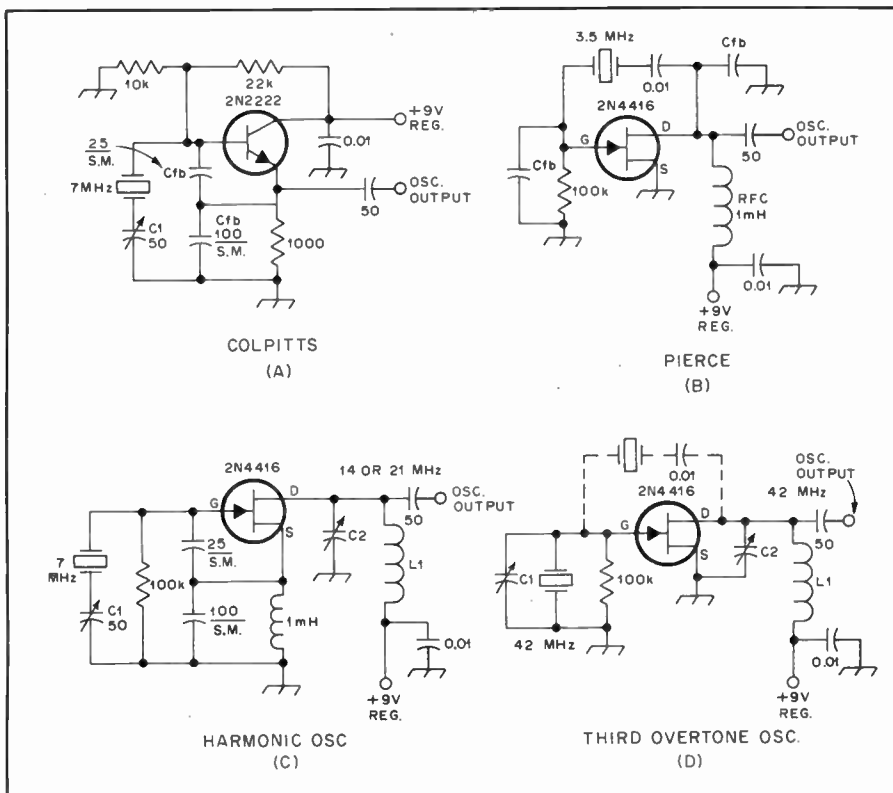 10k
22k
2N2222
+9V
REG.
0.01
25
S.M.
Cfb
7MHz
C1
50
Cfb
100
S.M.
1000
50
OSC.
OUTPUT
COLPITTS
(A)
3.5 MHz
0.01
Cfb
2N4416
G
D
S
Cfb
100k
50
OSC.
OUTPUT
RFC
1mH
0.01
+9V
REG.
PIERCE
(B)
2N4416
14 OR 21 MHz
G
D
S
50
OSC.
OUTPUT
7
MHz
C1
50
100k
25
S.M.
100
S.M.
1mH
C2
L1
0.01
+9V
REG.
HARMONIC OSC
(C)
0.01
2N4416
OSC.
OUTPUT
42 MHz
G
D
S
50
C1
42 MHz
100k
C2
L1
0.01
+9V
REG.
THIRD OVERTONE OSC.
(D)